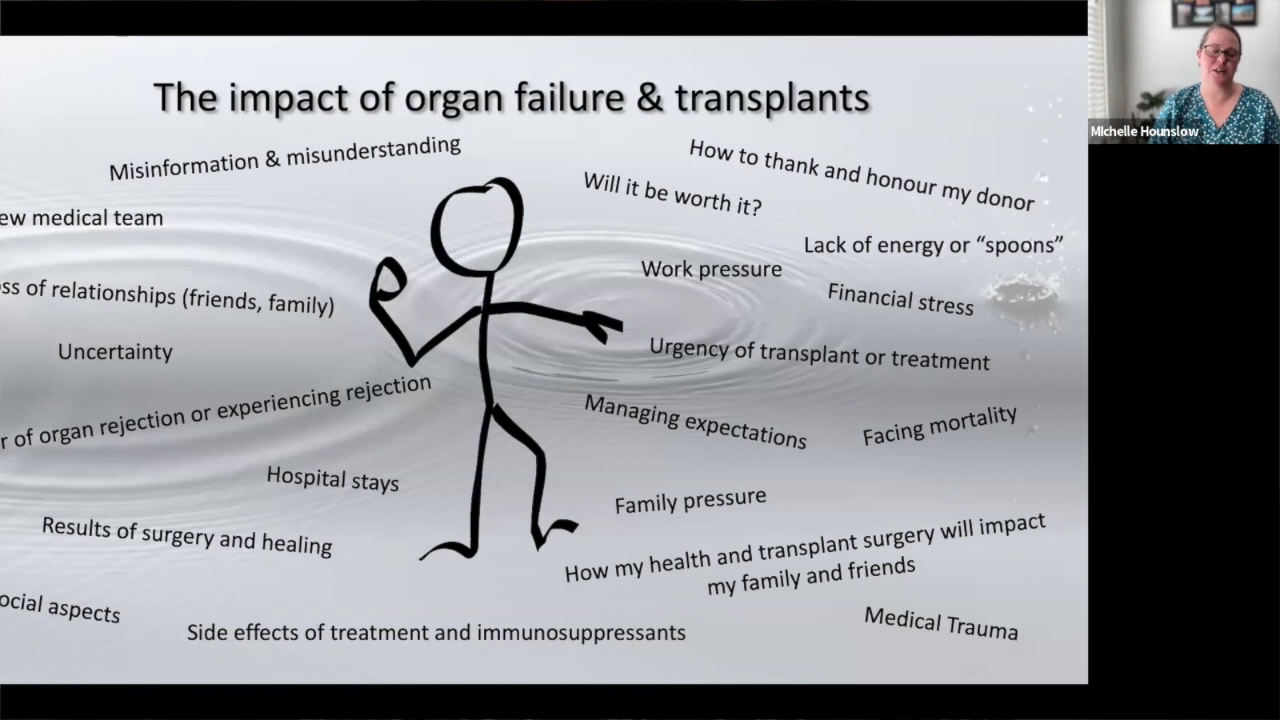 The impact of organ failure & transplants
Misinformation & misunderstanding
How to thank and honour my donor
Will it be worth it?
ew medical team
Lack of energy or “spoons”
Work pressure
ss of relationships (friends, family)
Financial stress
Uncertainty
Urgency of transplant or treatment
r of organ rejection or experiencing rejection
Managing expectations
Facing mortality
Hospital stays
Family pressure
Results of surgery and healing
How my health and transplant surgery will impact
my family and friends
ocial aspects
Side effects of treatment and immunosuppressants
Medical Trauma
MIchelle Hounslow